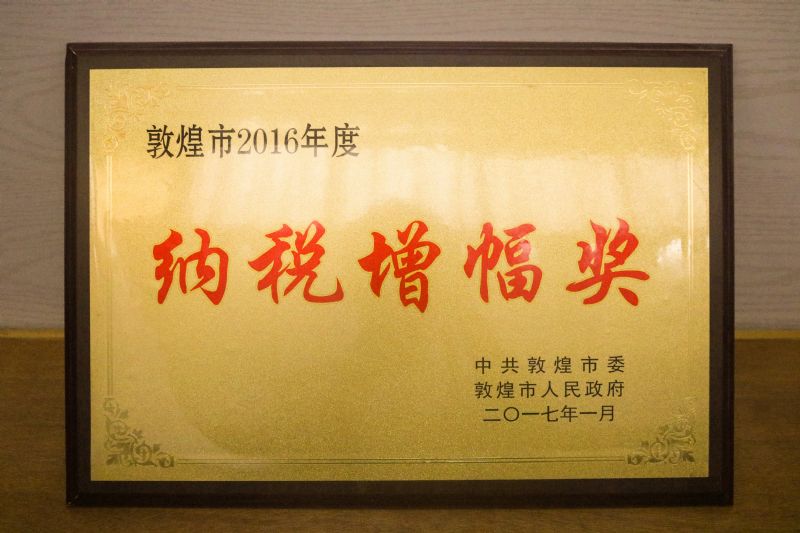 敦煌市2016年度
纳税增幅奖
中共敦煌市委
敦煌市人民政府
二〇一七年一月